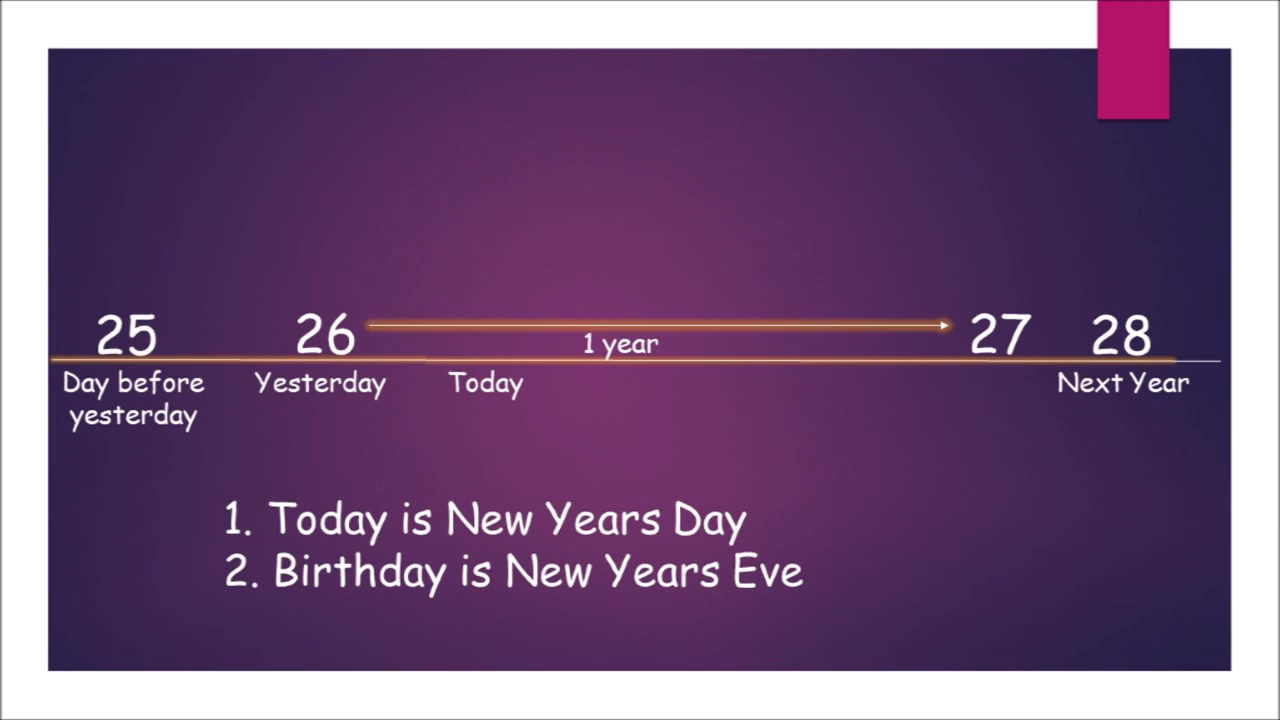 25 26 27 28
1 year
Day before
yesterday
Yesterday
Today
Next Year
1. Today is New Years Day
2. Birthday is New Years Eve